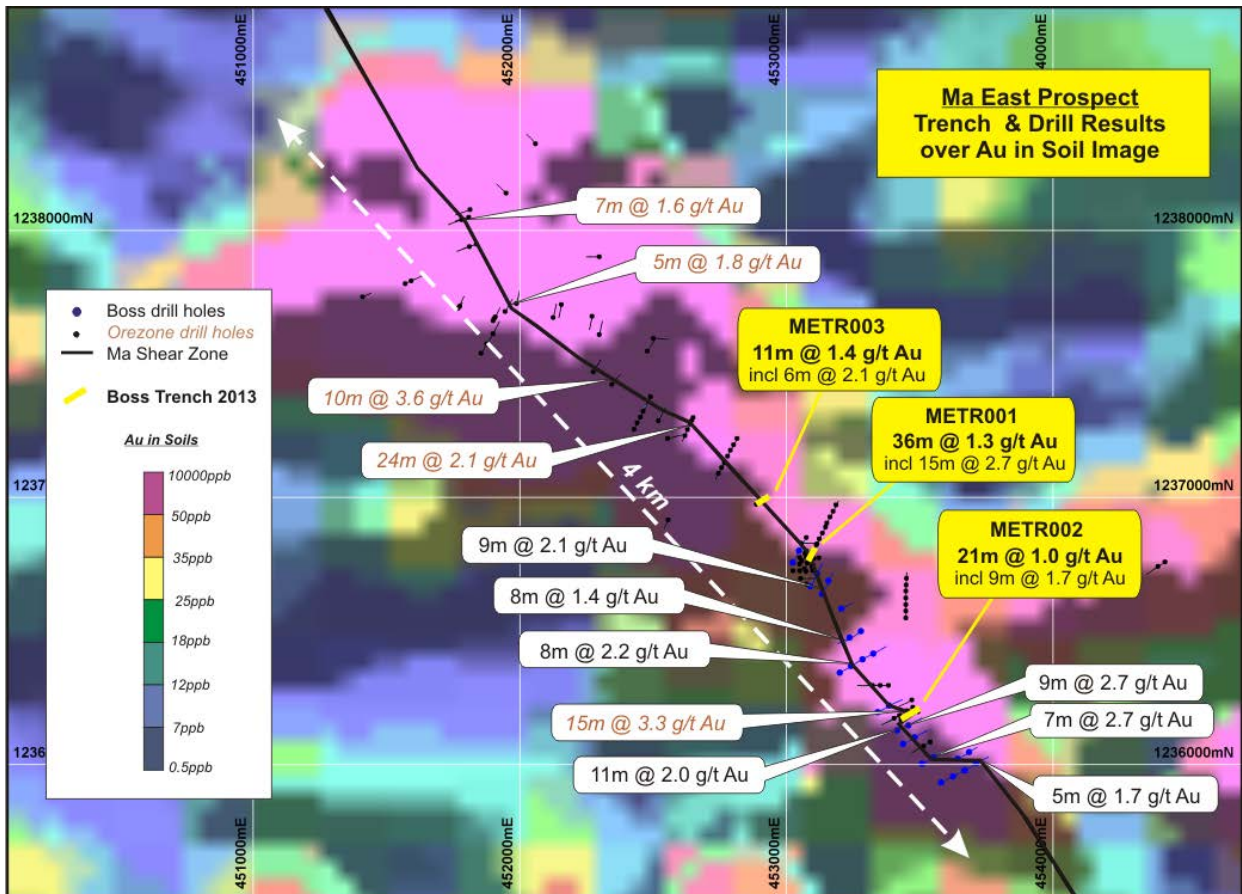 451000mE
452000mE
453000mE
4000mE
Ma East Prospect
Trench & Drill Results
over Au in Soil Image
1238000mN
1238000mN
7m @ 1.6 g/t Au
5m @ 1.8 g/t Au
Boss drill holes
Orezone drill holes
Ma Shear Zone
Boss Trench 2013
Au in Soils
10000ppb
50ppb
35ppb
25ppb
18ppb
12ppb
7ppb
0.5ppb
METR003
11m @ 1.4 g/t Au
incl 6m @ 2.1 g/t Au
10m @ 3.6 g/t Au
METR001
36m @ 1.3 g/t Au
incl 15m @ 2.7 g/t Au
24m @ 2.1 g/t Au
4 km
1237
1237000mN
METR002
21m @ 1.0 g/t Au
incl 9m @ 1.7 g/t Au
9m @ 2.1 g/t Au
8m @ 1.4 g/t Au
8m @ 2.2 g/t Au
9m @ 2.7 g/t Au
15m @ 3.3 g/t Au
7m @ 2.7 g/t Au
1236
1236000mN
11m @ 2.0 g/t Au
5m @ 1.7 g/t Au
451000mE
452000mE
453000mE
454000mE